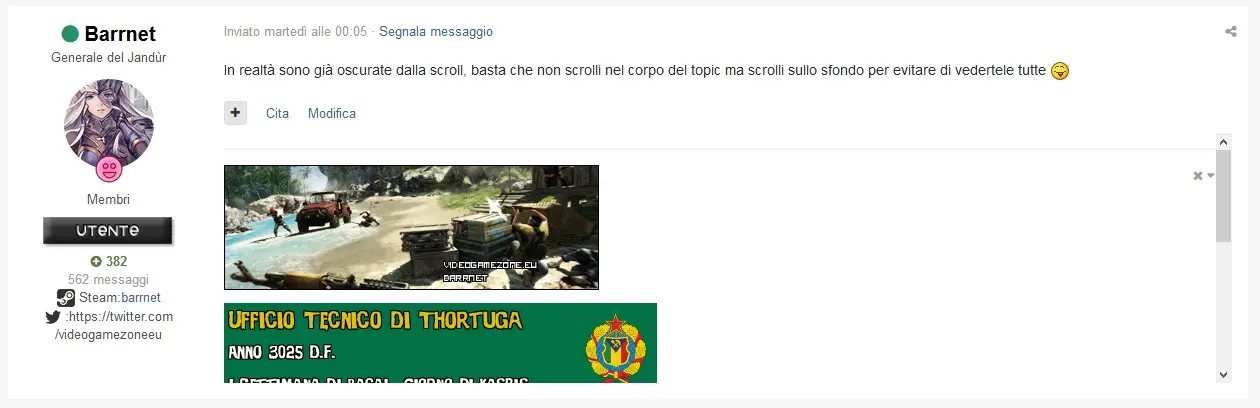 Barrnet
Generale del Jandùr
Membri
UTENTE
382
562 messaggi
Steam:barrnet
:https://twitter.com
/videogamezoneeu
Inviato martedì alle 00:05 · Segnala messaggio
In realtà sono già oscurate dalla scroll, basta che non scrolli nel corpo del topic ma scrolli sullo sfondo per evitare di vedertele tutte
+ Cita Modifica
VIDEOGAMEZONE.EU
BARRNET
UFFICIO TECNICO DI THORTUGA
ANNO 3025 D.F.